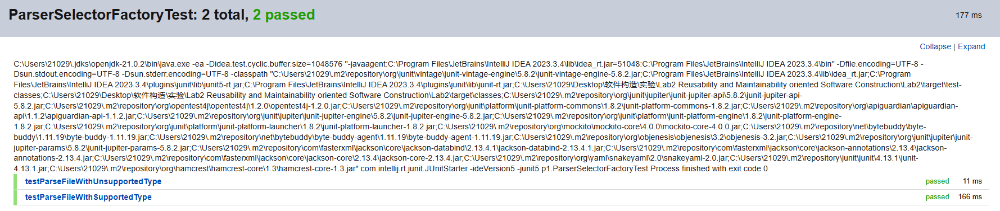 ParserSelectorFactoryTest: 2 total, 2 passed
177 ms
Collapse | Expand
C:\Users\21029\.jdks\openjdk-21.0.2\bin\java.exe -ea -Didea.test.cyclic.buffer.size=1048576 "-javaagent:C:\Program Files\JetBrains\IntelliJ IDEA 2023.3.4\lib\idea_rt.jar=51048:C:\Program Files\JetBrains\IntelliJ IDEA 2023.3.4\bin" -Dfile.encoding=UTF-8 -
Dsun.stdout.encoding=UTF-8 -Dsun.stderr.encoding=UTF-8 -classpath "C:\Users\21029\.m2\repository\org\junit\vintage\junit-vintage-engine\5.8.2\junit-vintage-engine-5.8.2.jar;C:\Program Files\JetBrains\IntelliJ IDEA 2023.3.4\lib\idea_rt.jar;C:\Program
Files\JetBrains\IntelliJ IDEA 2023.3.4\plugins\junit\lib\junit5-rt.jar;C:\Program Files\JetBrains\IntelliJ IDEA 2023.3.4\plugins\junit\lib\junit-rt.jar;C:\Users\21029\Desktop\软件构造\实验\Lab2 Reusability and Maintainability oriented Software Construction\Lab2\target\test-
classes;C:\Users\21029\Desktop\软件构造\实验\Lab2 Reusability and Maintainability oriented Software Construction\Lab2\target\classes;C:\Users\21029\.m2\repository\org\junit\jupiter\junit-jupiter-api\5.8.2\junit-jupiter-api-
5.8.2.jar;C:\Users\21029\.m2\repository\org\opentest4j\opentest4j\1.2.0\opentest4j-1.2.0.jar;C:\Users\21029\.m2\repository\org\junit\platform\junit-platform-commons\1.8.2\junit-platform-commons-1.8.2.jar;C:\Users\21029\.m2\repository\org\apiguardian\apiguardian-
api\1.1.2\apiguardian-api-1.1.2.jar;C:\Users\21029\.m2\repository\org\junit\jupiter\junit-jupiter-engine\5.8.2\junit-jupiter-engine-5.8.2.jar;C:\Users\21029\.m2\repository\org\junit\platform\junit-platform-engine\1.8.2\junit-platform-engine-
1.8.2.jar;C:\Users\21029\.m2\repository\org\junit\platform\junit-platform-launcher\1.8.2\junit-platform-launcher-1.8.2.jar;C:\Users\21029\.m2\repository\org\mockito\mockito-core\4.0.0\mockito-core-4.0.0.jar;C:\Users\21029\.m2\repository\net\bytebuddy\byte-
buddy\1.11.19\byte-buddy-1.11.19.jar;C:\Users\21029\.m2\repository\net\bytebuddy\byte-buddy-agent\1.11.19\byte-buddy-agent-1.11.19.jar;C:\Users\21029\.m2\repository\org\objenesis\objenesis\3.2\objenesis-3.2.jar;C:\Users\21029\.m2\repository\org\junit\jupiter\junit-
jupiter-params\5.8.2\junit-jupiter-params-5.8.2.jar;C:\Users\21029\.m2\repository\com\fasterxml\jackson\core\jackson-databind\2.13.4.1\jackson-databind-2.13.4.1.jar;C:\Users\21029\.m2\repository\com\fasterxml\jackson\core\jackson-annotations\2.13.4\jackson-
annotations-2.13.4.jar;C:\Users\21029\.m2\repository\com\fasterxml\jackson\core\jackson-core\2.13.4\jackson-core-2.13.4.jar;C:\Users\21029\.m2\repository\org\yaml\snakeyaml\2.0\snakeyaml-2.0.jar;C:\Users\21029\.m2\repository\junit\junit\4.13.1\junit-
4.13.1.jar;C:\Users\21029\.m2\repository\org\hamcrest\hamcrest-core\1.3\hamcrest-core-1.3.jar" com.intellij.rt.junit.JUnitStarter -ideVersion5 -junit5 p1.ParserSelectorFactoryTest Process finished with exit code 0
testParseFileWithUnsupportedType passed 11 ms
testParseFileWithSupportedType passed 166 ms